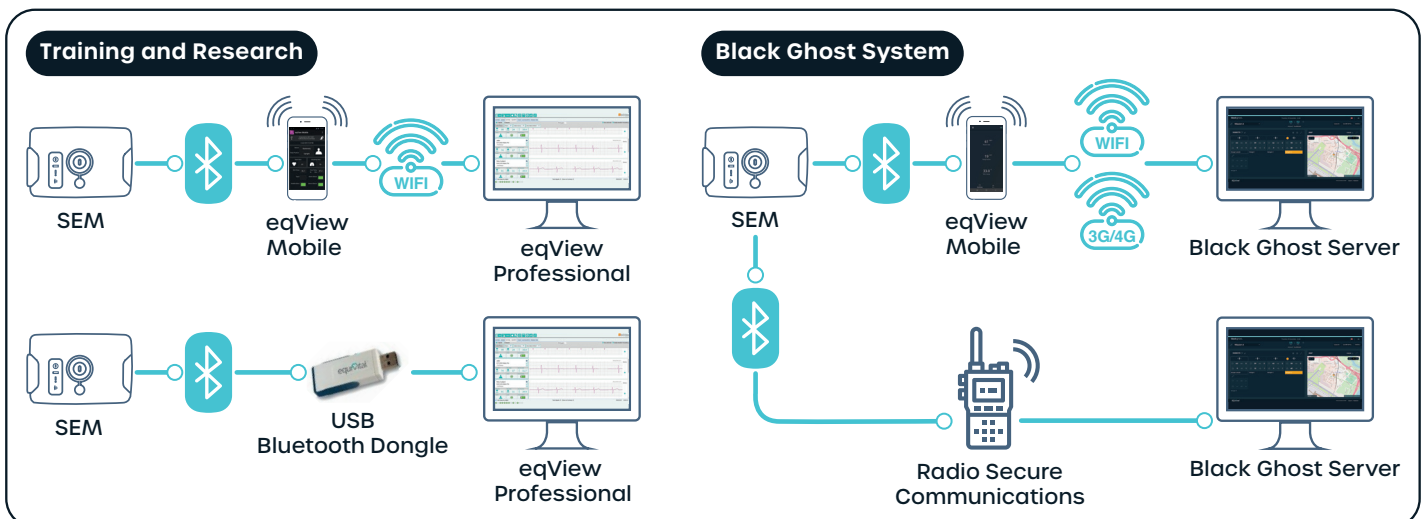 Training and Research
SEM
eqView
Mobile
WIFI
eqView
Professional
SEM
equivital
USB
Bluetooth Dongle
eqView
Professional
Black Ghost System
SEM
eqView
Mobile
WIFI
3G/4G
Black Ghost Server
Radio Secure
Communications
Black Ghost Server